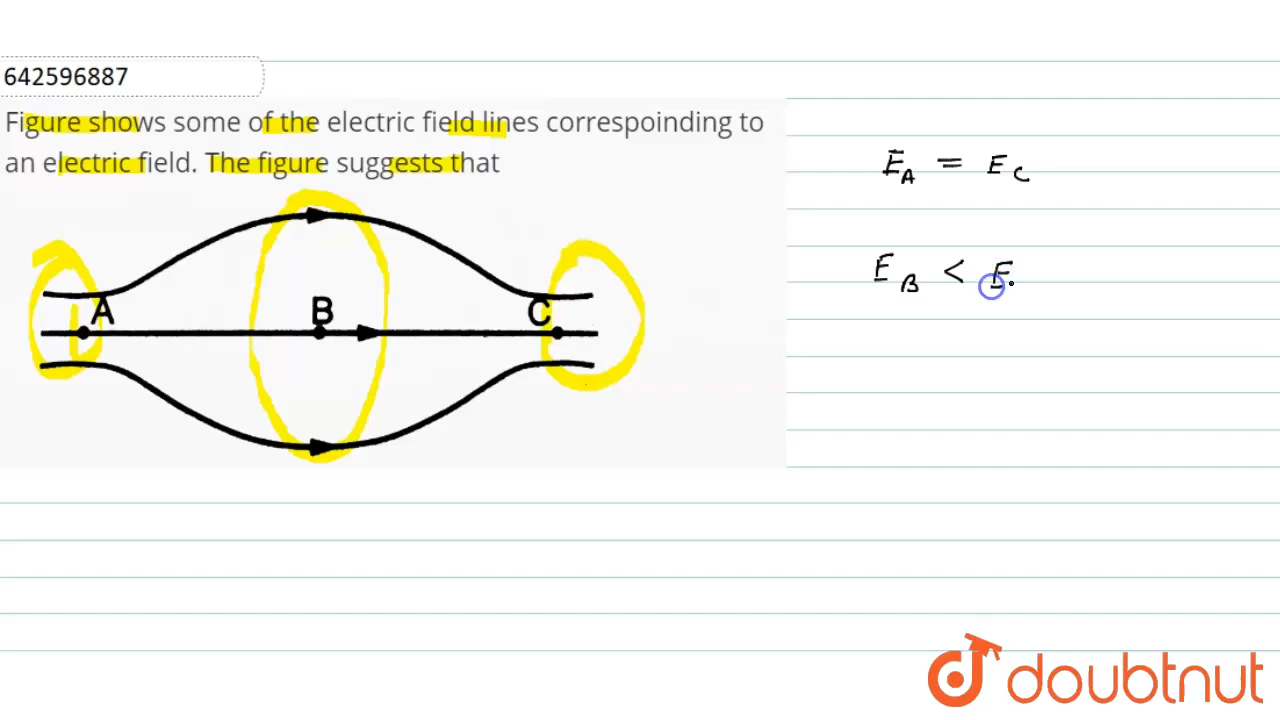 642596887
Figure shows some of the electric field lines correspoinding to
an electric field. The figure suggests that
A B C
E_A = E_C
E_B < E
doubtnut